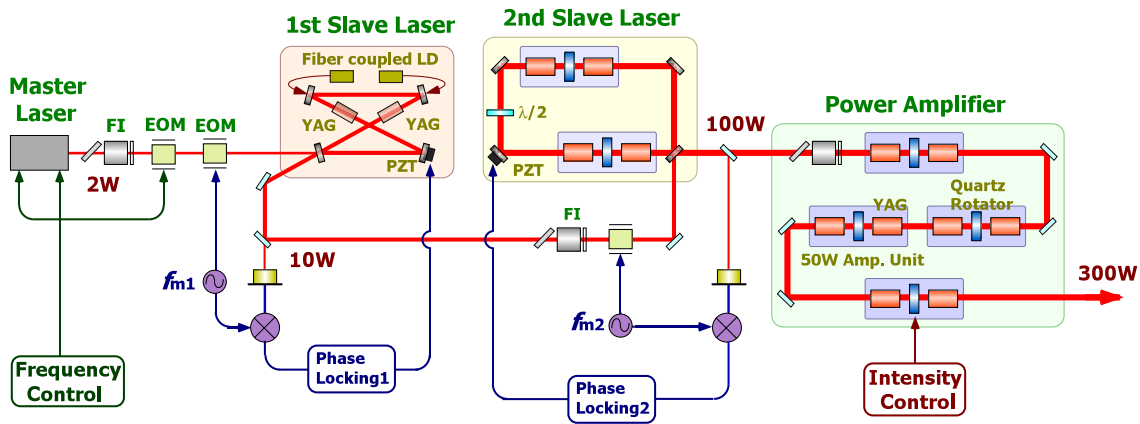 1st Slave Laser
2nd Slave Laser
Fiber coupled LD
Master
Laser
FI
EOM
EOM
YAG
YAG
PZT
2W
λ/2
PZT
100W
Power Amplifier
YAG
Quartz
Rotator
50W Amp. Unit
300W
10W
FI
fm1
fm2
Phase
Locking1
Phase
Locking2
Frequency
Control
Intensity
Control